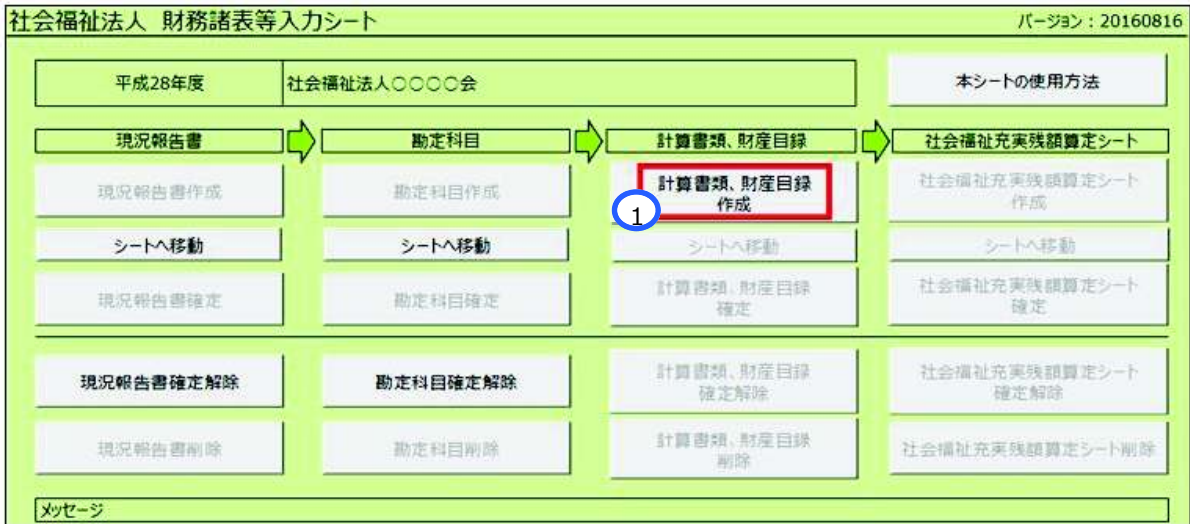 社会福祉法人 財務諸表等入力シート
バージョン：20160816
平成28年度
社会福祉法人○○○○会
本シートの使用方法
現況報告書
勘定科目
計算書類、財産目録
社会福祉充実残額算定シート
現況報告書作成
勘定科目作成
計算書類、財産目録
作成
1
社会福祉充実残額算定シート
作成
シートへ移動
シートへ移動
シートへ移動
シートへ移動
現況報告書確定
勘定科目確定
計算書類、財産目録
確定
社会福祉充実残額算定シート
確定
現況報告書確定解除
勘定科目確定解除
計算書類、財産目録
確定解除
社会福祉充実残額算定シート
確定解除
現況報告書削除
勘定科目削除
計算書類、財産目録
削除
社会福祉充実残額算定シート削除
メッセージ